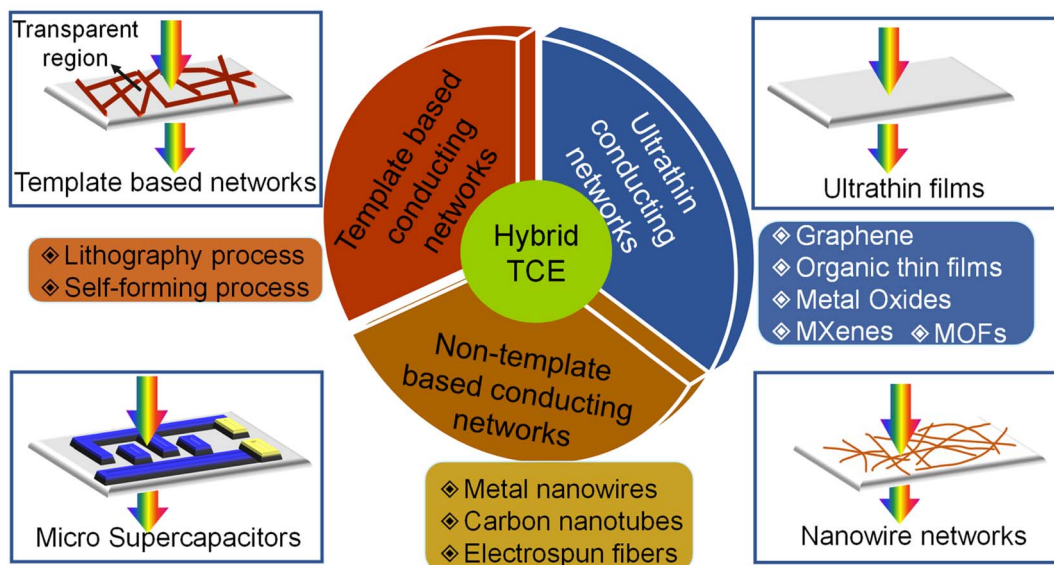 Transparent
region
Template based networks
◈ Lithography process
◈ Self-forming process
Micro Supercapacitors
Template based
conducting
networks
Ultrathin
conducting
networks
Hybrid
TCE
Non-template
based conducting
networks
◈ Metal nanowires
◈ Carbon nanotubes
◈ Electrospun fibers
Ultrathin films
◈ Graphene
◈ Organic thin films
◈ Metal Oxides
◈ MXenes ◈ MOFs
Nanowire networks